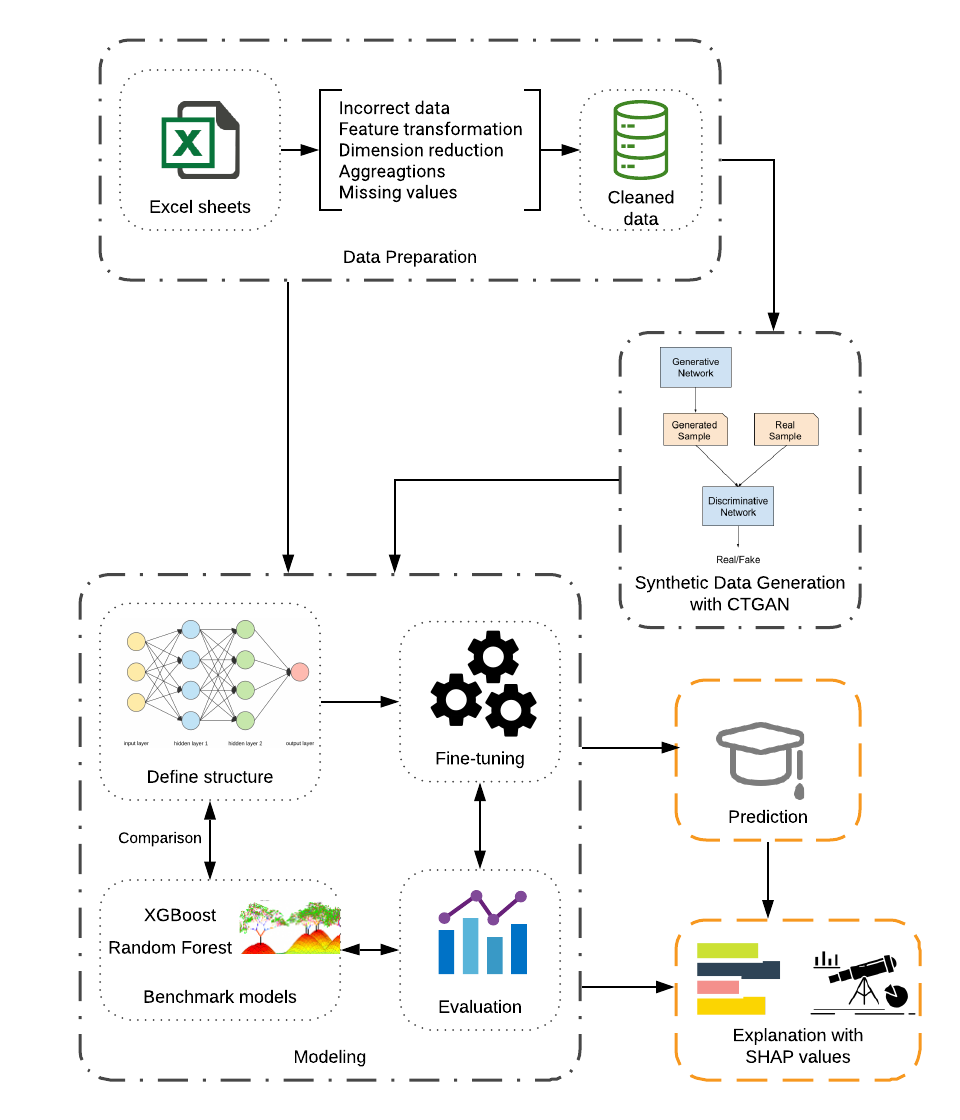 X
Excel sheets
Incorrect data
Feature transformation
Dimension reduction
Aggreagtions
Missing values
Cleaned
data
Data Preparation
Generative
Network
Generated
Sample
Real
Sample
Discriminative
Network
Real/Fake
Synthetic Data Generation
with CTGAN
input layer
hidden layer 1
hidden layer 2
output layer
Define structure
Fine-tuning
Comparison
XGBoost
Random Forest
Benchmark models
Evaluation
Modeling
Prediction
Explanation with
SHAP values